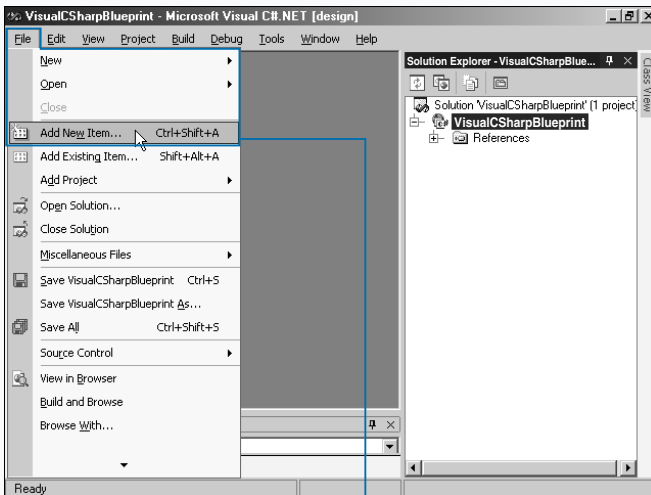 VisualCSharpBlueprint - Microsoft Visual C#.NET [design]
File Edit View Project Build Debug Tools Window Help
New
Open
Close
Add New Item... Ctrl+Shift+A
Add Existing Item... Shift+Alt+A
Add Project
Open Solution...
Close Solution
Miscellaneous Files
Save VisualCSharpBlueprint Ctrl+S
Save VisualCSharpBlueprint As...
Save All Ctrl+Shift+S
Source Control
View in Browser
Build and Browse
Browse With...
Solution Explorer - VisualCSharpBlue...
Solution 'VisualCSharpBlueprint' (1 project
VisualCSharpBlueprint
References
Class View
Ready